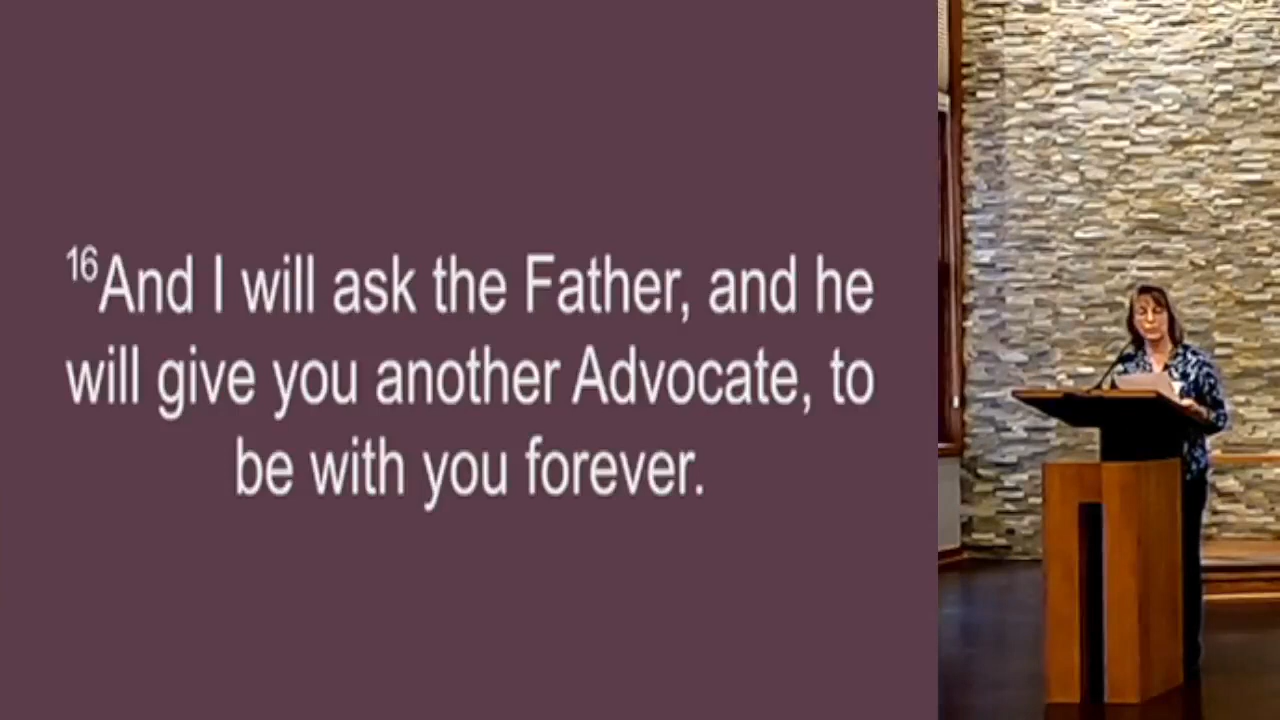 ¹⁶And I will ask the Father, and he
will give you another Advocate, to
be with you forever.